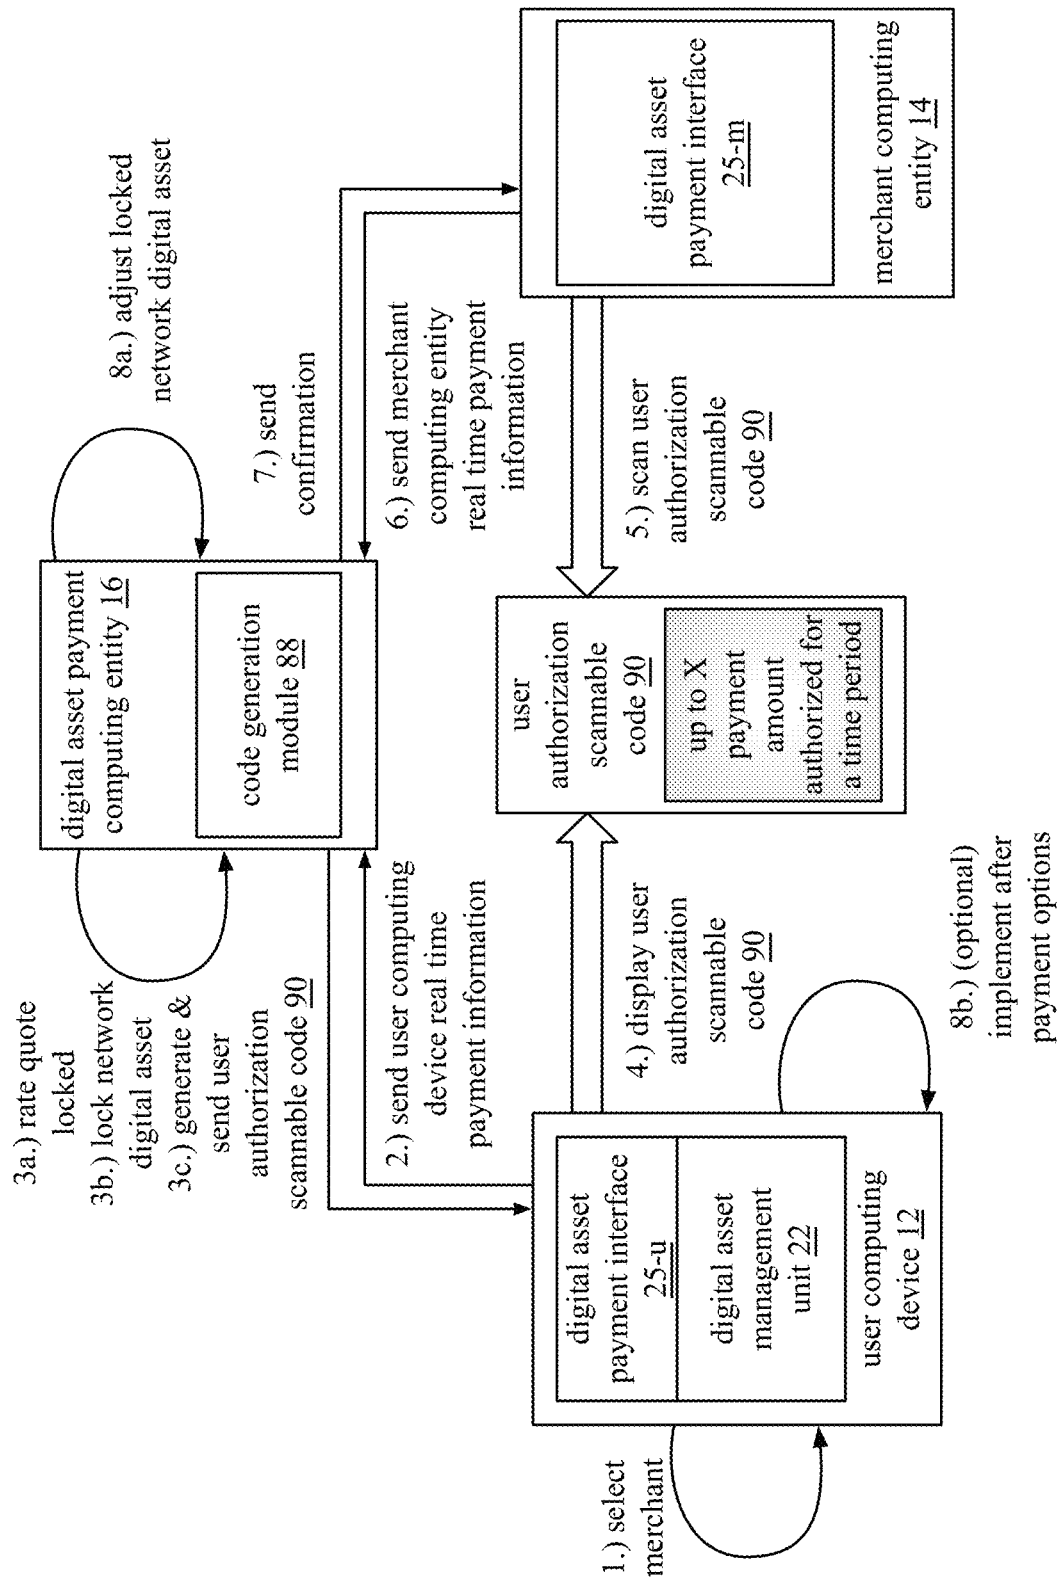 3a.) rate quote
locked
3b.) lock network
digital asset
3c.) generate &
send user
authorization
scannable code 90
digital asset payment
computing entity 16
code generation
module 88
8a.) adjust locked
network digital asset
7.) send
confirmation
2.) send user computing
device real time
payment information
6.) send merchant
computing entity
real time payment
information
1.) select
merchant
digital asset
payment interface
25-u
digital asset
management
unit 22
user computing
device 12
4.) display user
authorization
scannable
code 90
user
authorization
scannable
code 90
up to X
payment
amount
authorized for
a time period
5.) scan user
authorization
scannable
code 90
digital asset
payment interface
25-m
merchant computing
entity 14
8b.) (optional)
implement after
payment options